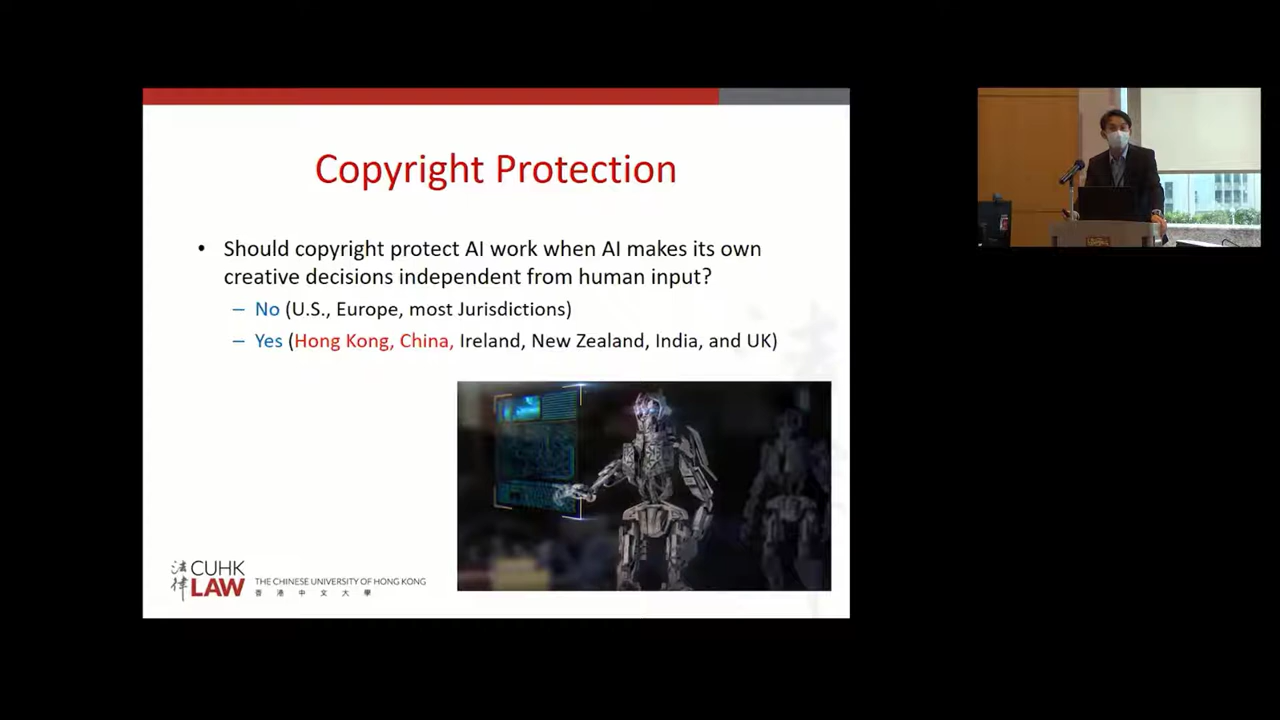 Copyright Protection
• Should copyright protect AI work when AI makes its own
creative decisions independent from human input?
– No (U.S., Europe, most Jurisdictions)
– Yes (Hong Kong, China, Ireland, New Zealand, India, and UK)
法律
CUHK
LAW
THE CHINESE UNIVERSITY OF HONG KONG
香港中文大學